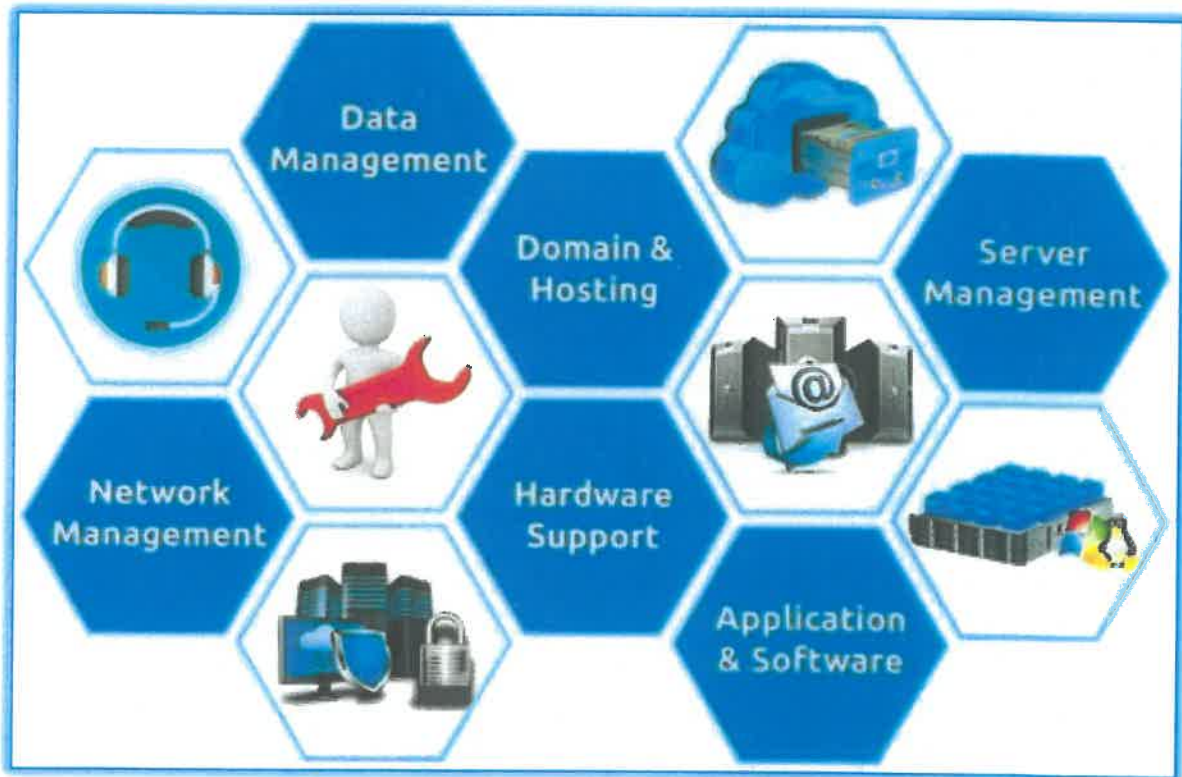 Data
Management
Domain &
Hosting
Server
Management
Network
Management
Hardware
Support
Application
& Software
@